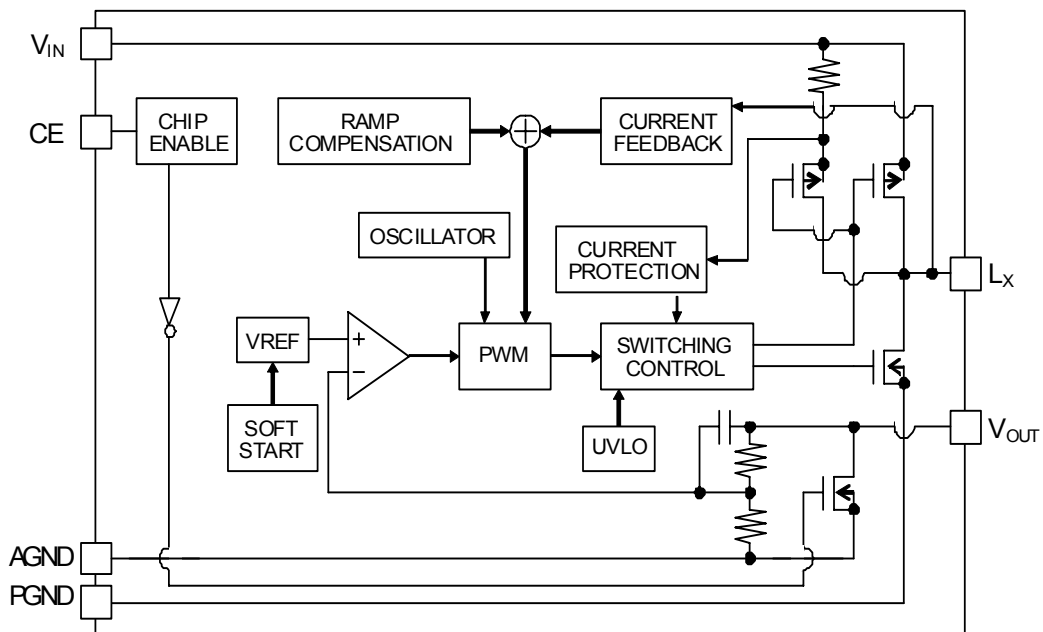 VIN
CE
CHIP
ENABLE
RAMP
COMPENSATION
CURRENT
FEEDBACK
OSCILLATOR
CURRENT
PROTECTION
LX
VREF
+
−
PWM
SWITCHING
CONTROL
SOFT
START
UVLO
VOUT
AGND
PGND